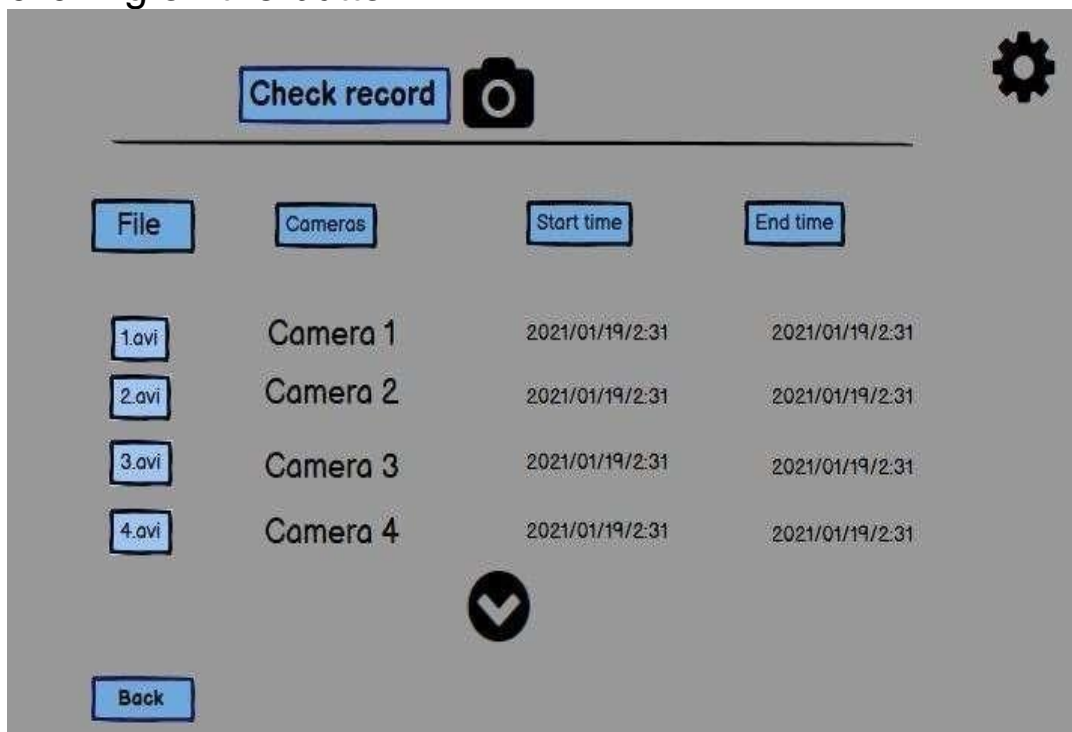 Check record
File Cameras Start time End time
1.avi Camera 1 2021/01/19/2:31 2021/01/19/2:31
2.avi Camera 2 2021/01/19/2:31 2021/01/19/2:31
3.avi Camera 3 2021/01/19/2:31 2021/01/19/2:31
4.avi Camera 4 2021/01/19/2:31 2021/01/19/2:31
Back